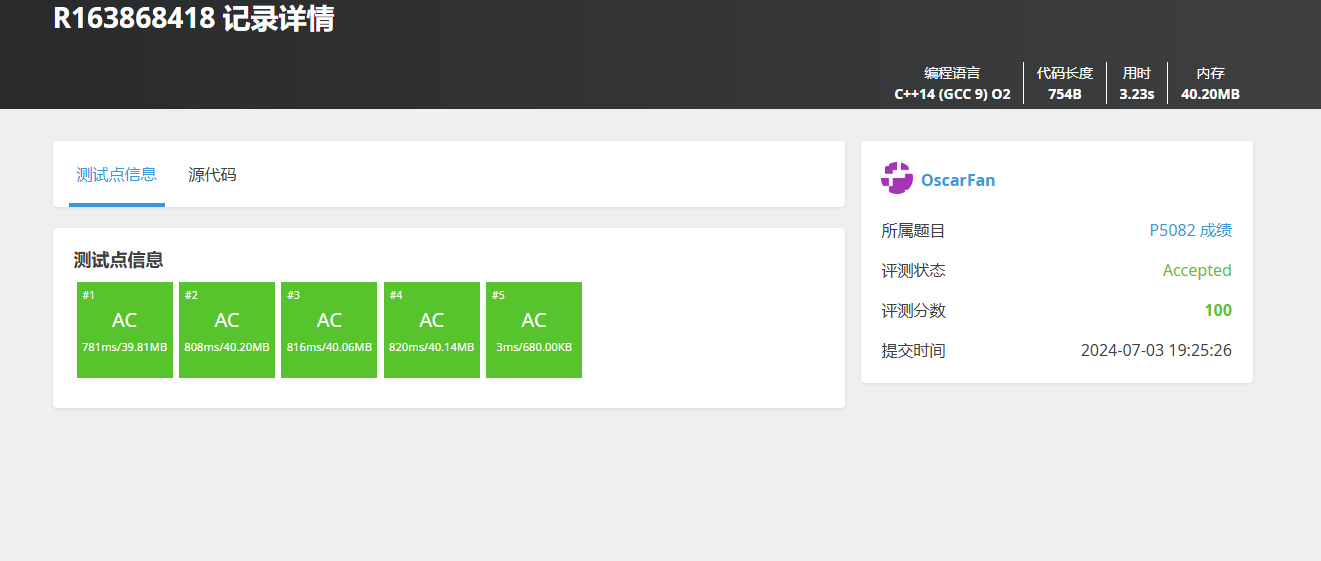 R163868418 记录详情
编程语言 代码长度 用时 内存
C++14 (GCC 9) O2 754B 3.23s 40.20MB
测试点信息 源代码
测试点信息
#1 #2 #3 #4 #5
AC AC AC AC AC
781ms/39.81MB 808ms/40.20MB 816ms/40.06MB 820ms/40.14MB 3ms/680.00KB
OscarFan
所属题目 P5082 成绩
评测状态 Accepted
评测分数 100
提交时间 2024-07-03 19:25:26